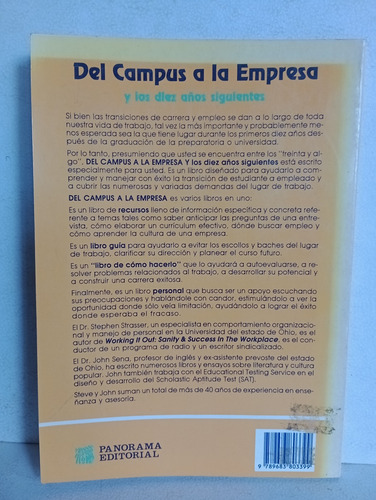 Del Campus a la Empresa
y los diez años siguientes
Si bien las transiciones de carrera y empleo se dan a lo largo de toda
nuestra vida de trabajo, tal vez la más importante y probablemente me-
nos esperada sea la que tiene lugar durante los primeros diez años des-
pués de la graduación de la preparatoria o universidad.
Por lo tanto, presumiendo que usted se encuentra entre los "treinta y al-
go", DEL CAMPUS A LA EMPRESA Y los diez años siguientes está escrito
especialmente para usted. Es un libro diseñado para ayudarlo a com-
prender y manejar con éxito la transición de estudiante a empleado y
a cubrir las numerosas y variadas demandas del lugar de trabajo.
DEL CAMPUS A LA EMPRESA es varios libros en uno:
Es un libro de recursos lleno de información específica y concreta refe-
rente a temas tales como saber anticipar las preguntas de una entre-
vista, cómo elaborar un currículum efectivo, dónde buscar empleo y
cómo aprender la cultura de una empresa.
Es un libro guía para ayudarlo a evitar los escollos y baches del lugar
de trabajo, clarificar su dirección y planear el curso futuro.
Es un "libro de cómo hacerlo" que lo ayudará a autoevaluarse, a re-
solver problemas relacionados al trabajo, a desarrollar su potencial y
a construir una carrera exitosa.
Finalmente, es un libro personal que busca ser un apoyo escuchando
sus preocupaciones y hablándole con candor, estimulándolo a ver la
oportunidad donde sólo veía limitación, ayudándolo a lograr el éxito
donde esperaba el fracaso.
El Dr. Stephen Strasser, un especialista en comportamiento organizacio-
nal y manejo de personal en la Universidad del estado de Ohio, es el
autor de Working It Out: Sanity & Success In The Workplace, es el con-
ductor de un programa de radio y un escritor sindicalizado.
El Dr. John Sena, profesor de inglés y ex-asistente prevoste del estado
de Ohio, ha escrito numerosos libros y ensayos sobre literatura y cultura
popular. John también trabaja con el Educational Testing Service en el
diseño y desarrollo del Scholastic Aptitude Test (SAT).
Steve y John suman un total de más de 40 años de experiencia en ense-
ñanza y asesoría.
PANORAMA
EDITORIAL
9 789683 803399